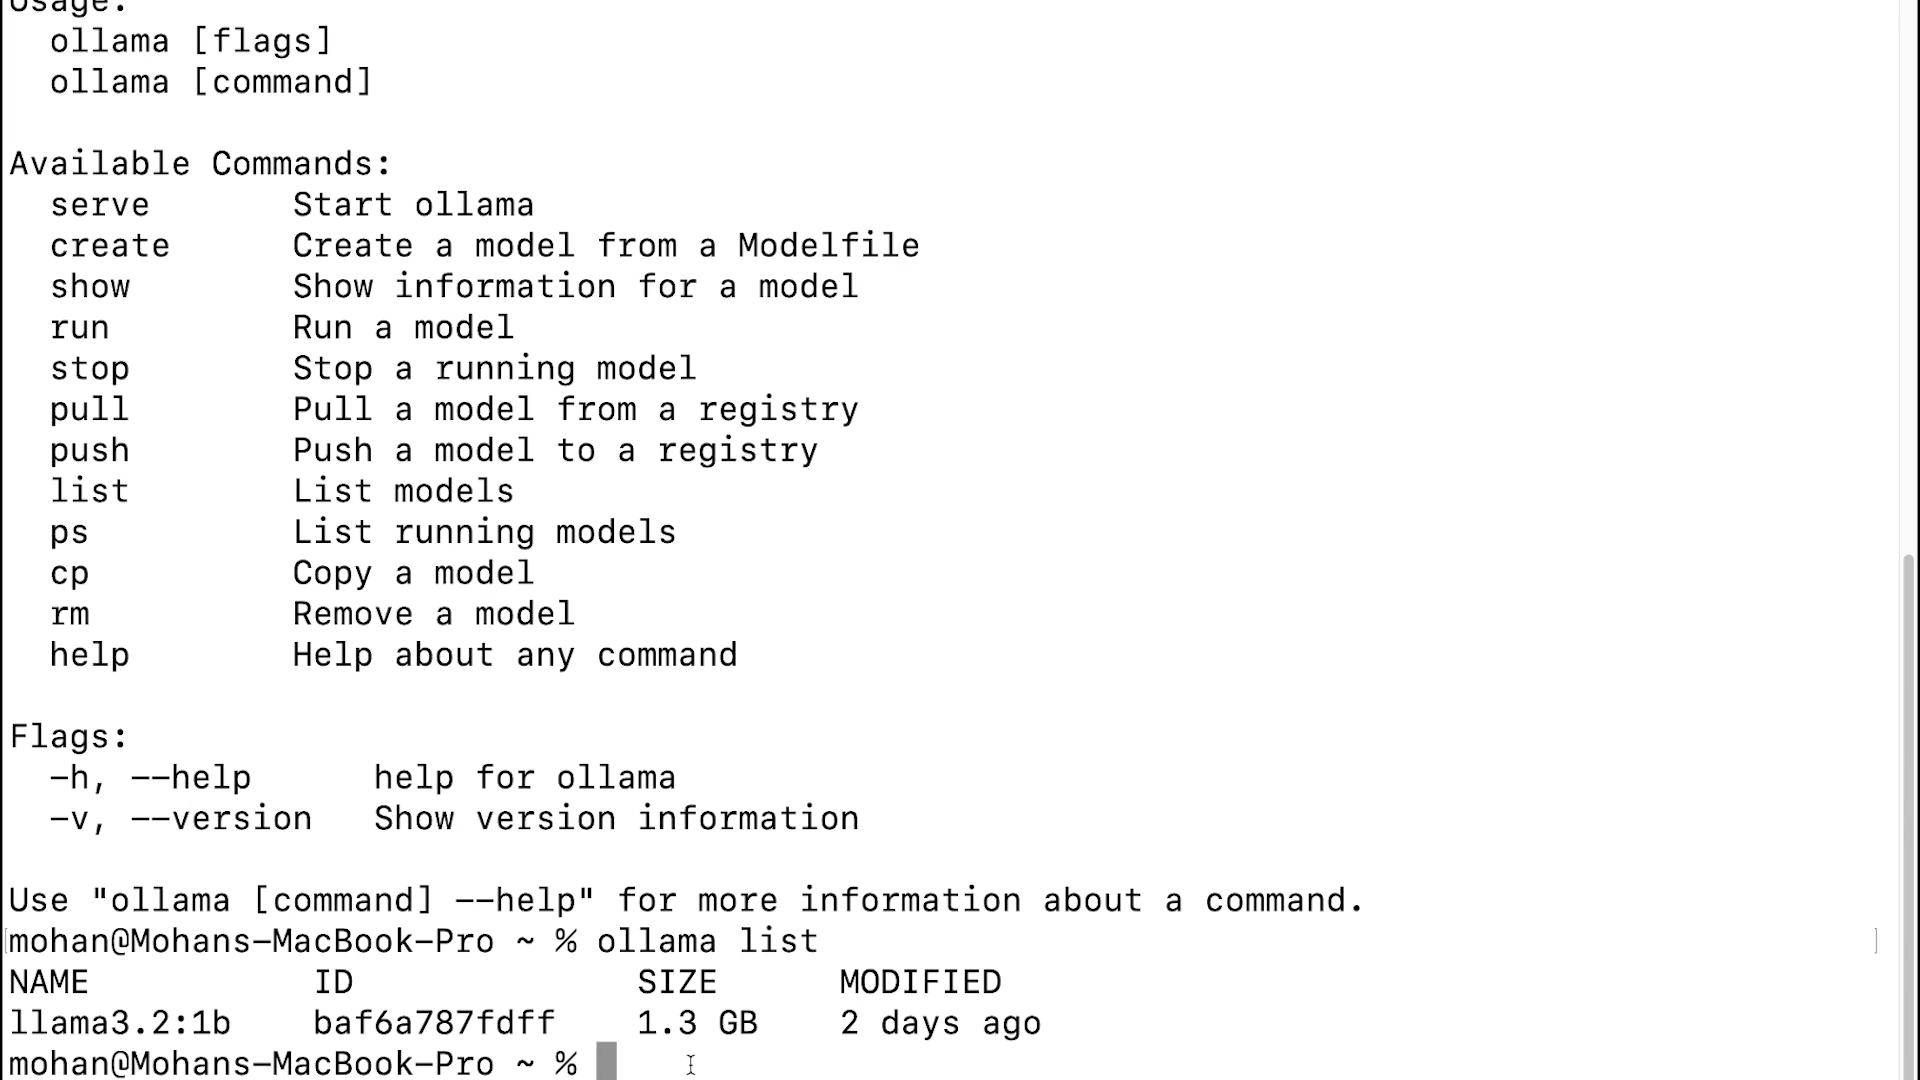 Usage:
ollama [flags]
ollama [command]
Available Commands:
serve Start ollama
create Create a model from a Modelfile
show Show information for a model
run Run a model
stop Stop a running model
pull Pull a model from a registry
push Push a model to a registry
list List models
ps List running models
cp Copy a model
rm Remove a model
help Help about any command
Flags:
-h, --help help for ollama
-v, --version Show version information
Use "ollama [command] --help" for more information about a command.
[mohan@Mohans-MacBook-Pro ~ % ollama list ]
NAME ID SIZE MODIFIED
llama3.2:1b baf6a787fdff 1.3 GB 2 days ago
mohan@Mohans-MacBook-Pro ~ %